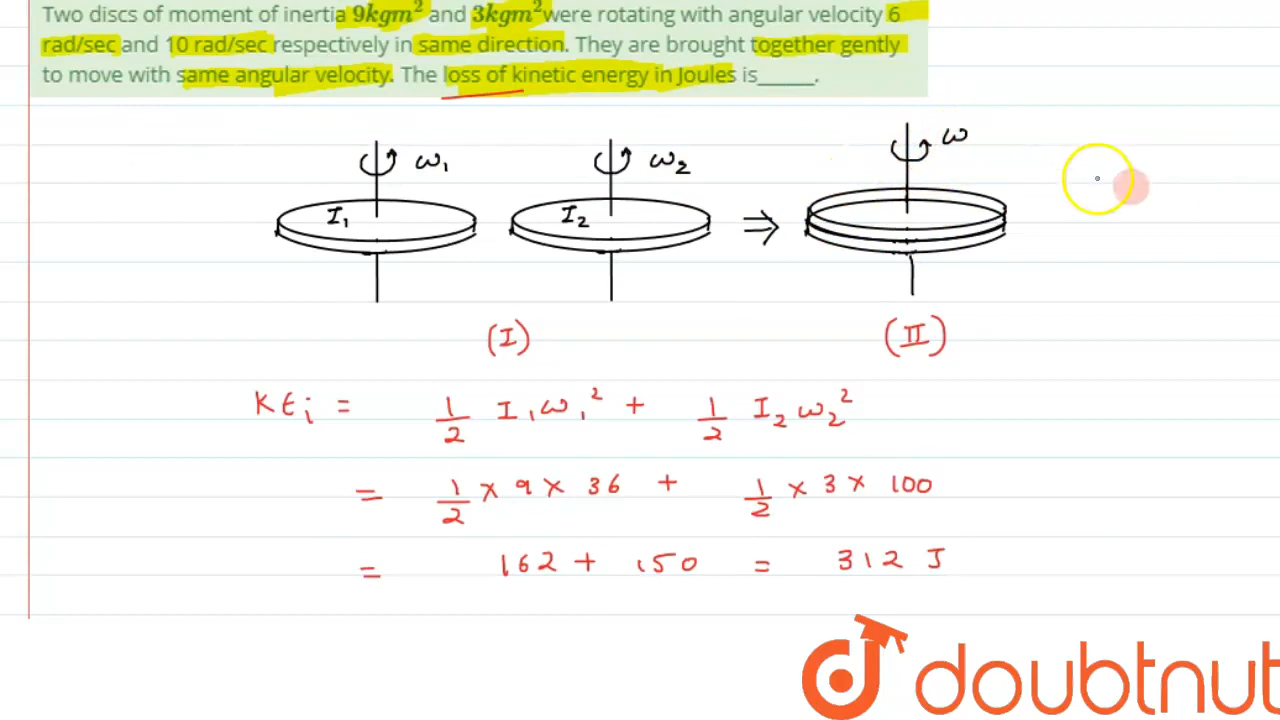 Two discs of moment of inertia 9kgm² and 3kgm² were rotating with angular velocity 6
rad/sec and 10 rad/sec respectively in same direction. They are brought together gently
to move with same angular velocity. The loss of kinetic energy in Joules is_____.
ω₁ ω₂ ω
I₁ I₂ ⇒
(I) (II)
KEi = 1/2 I₁ω₁² + 1/2 I₂ω₂²
= 1/2 × 9 × 36 + 1/2 × 3 × 100
= 162 + 150 = 312 J
doubtnut